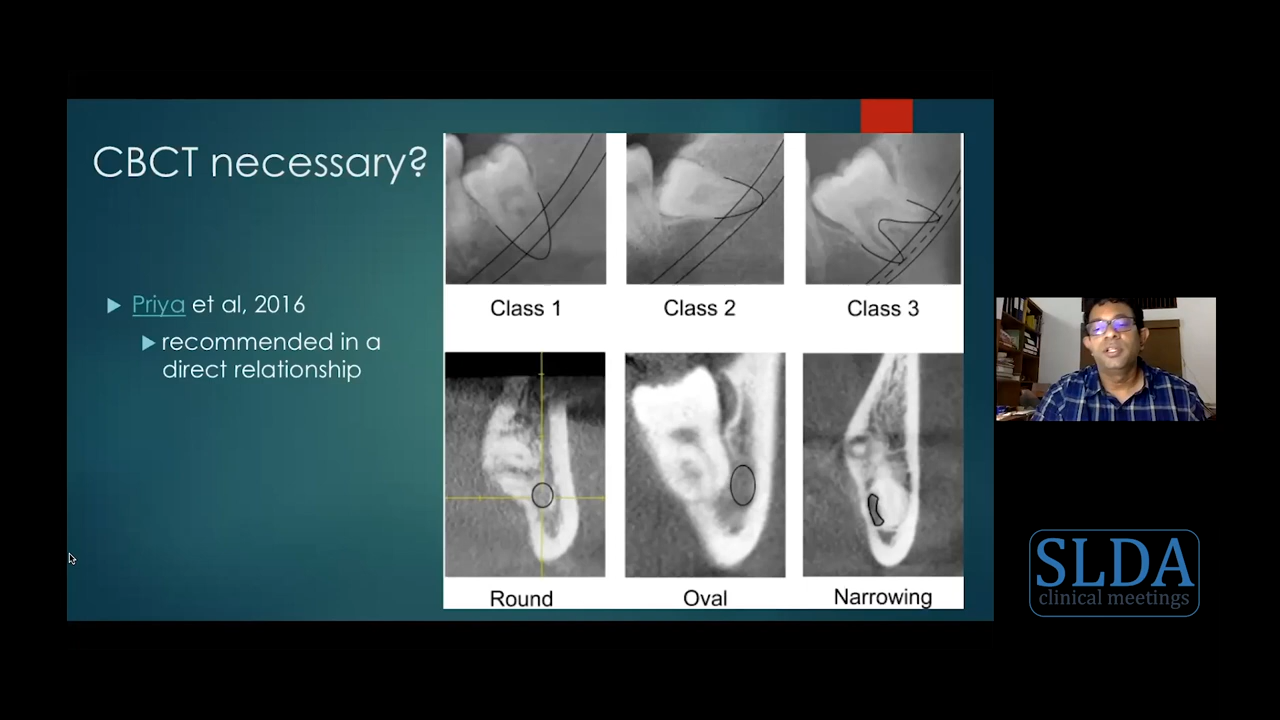 CBCT necessary?
Priya et al, 2016
recommended in a
direct relationship
Class 1
Class 2
Class 3
Round
Oval
Narrowing
SLDA
clinical meetings